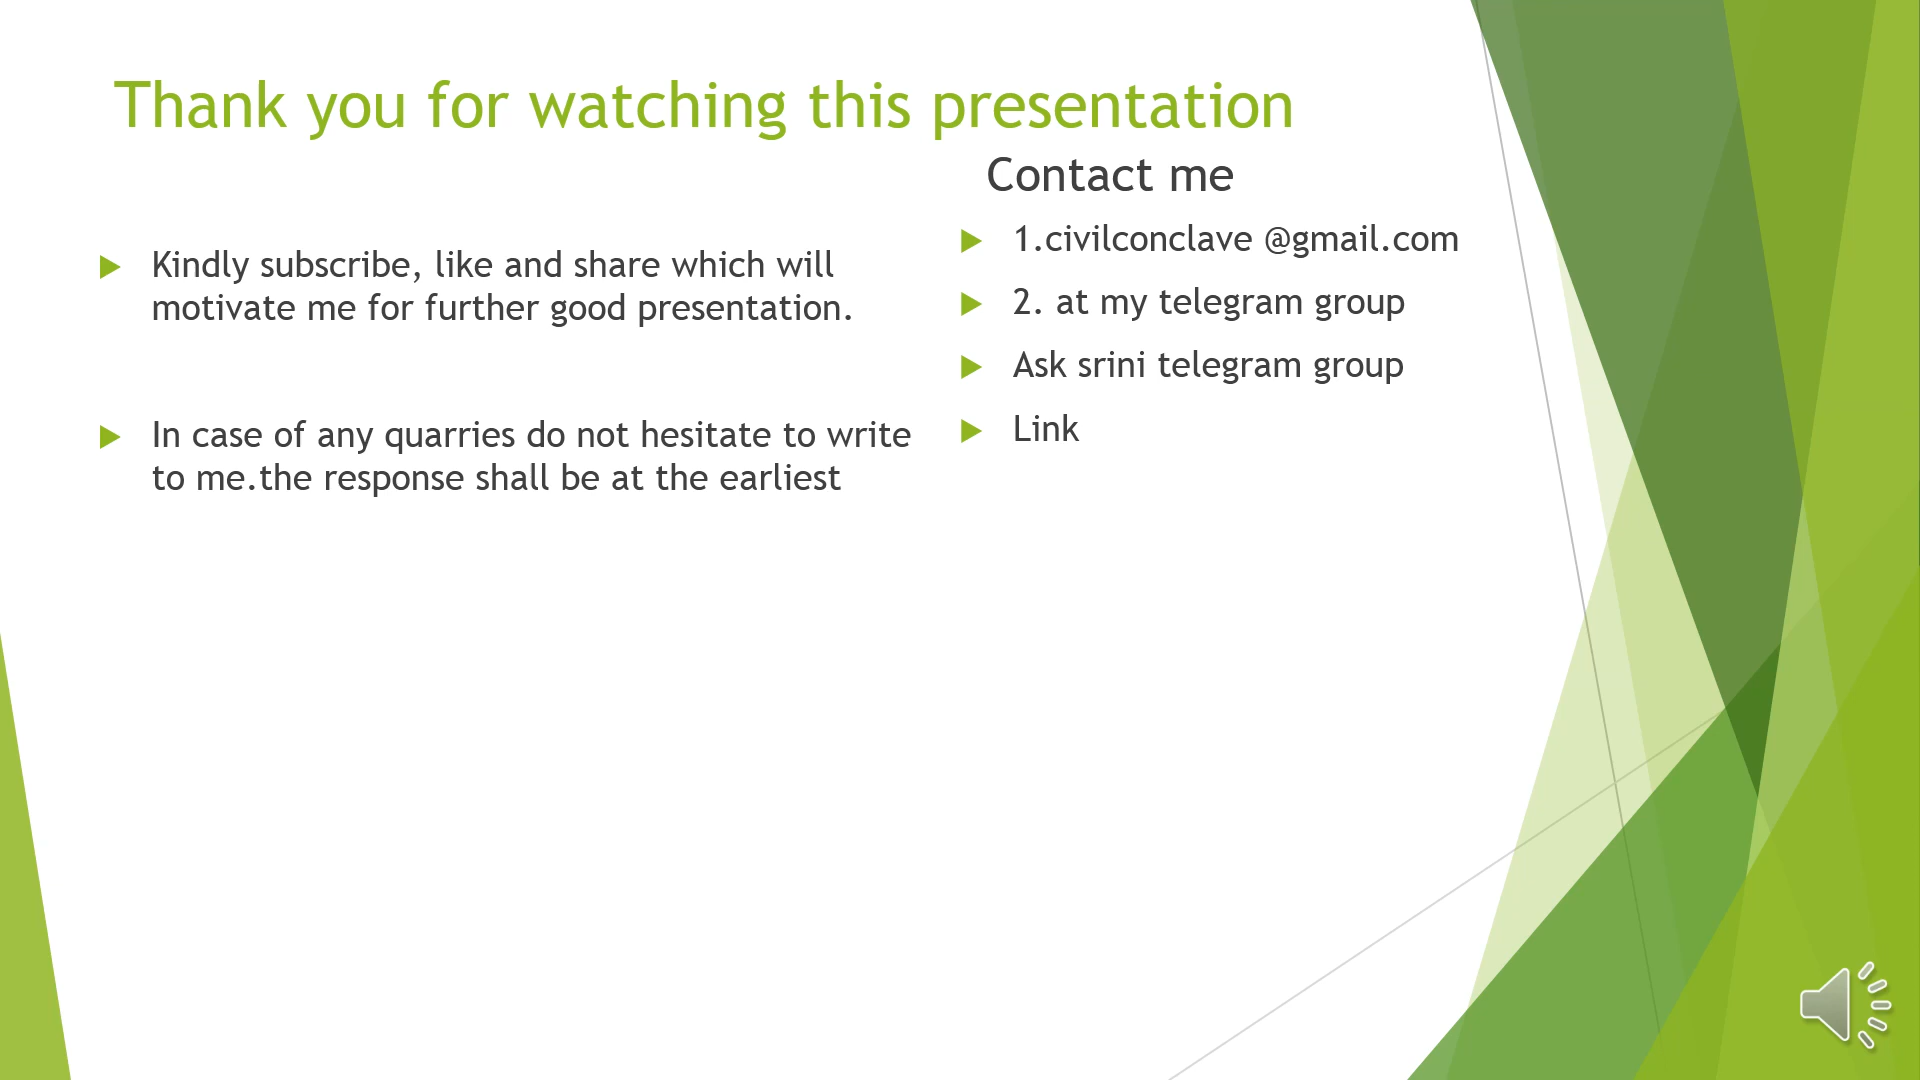 Thank you for watching this presentation
Kindly subscribe, like and share which will
motivate me for further good presentation.
In case of any quarries do not hesitate to write
to me.the response shall be at the earliest
Contact me
1.civilconclave @gmail.com
2. at my telegram group
Ask srini telegram group
Link